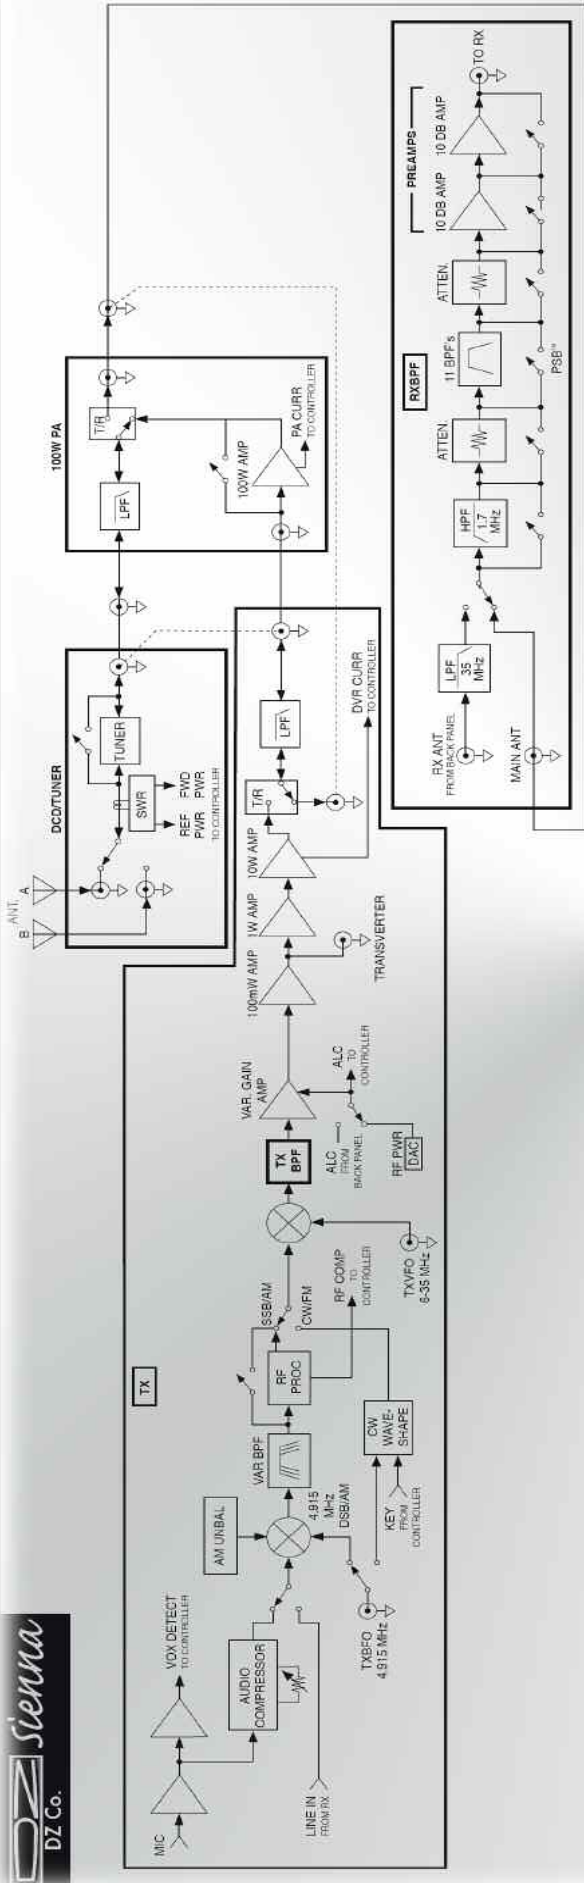 DZ Sienna
DZ Co.
TX
MIC
VOX DETECT
TO CONTROLLER
AUDIO
COMPRESSOR
LINE IN
FROM RX
AM UNBAL
TXBFO
4.915 MHz
4.915
MHz
DSB/AM
VAR BPF
KEY
FROM
CONTROLLER
CW
WAVE-
SHAPE
RF
PROC
SSB/AM
CW/FM
RF COMP
TO
CONTROLLER
TXVFO
6-35 MHz
TX
BPF
VAR. GAIN
AMP
ALC
FROM
BACK PANEL
RF PWR
DAC
ALC
TO
CONTROLLER
100mW AMP
TRANSVERTER
1W AMP
10W AMP
T/R
LPF
DVR CURR
TO CONTROLLER
ANT.
B
A
DCD/TUNER
SWR
REF
PWR
FWD
PWR
TO CONTROLLER
TUNER
100W PA
LPF
T/R
100W AMP
PA CURR
TO CONTROLLER
RXBPF
RX ANT
FROM BACK PANEL
MAIN ANT
LPF
35
MHz
HPF
1.7
MHz
ATTEN.
11 BPF's
ATTEN.
PREAMPS
10 DB AMP
10 DB AMP
TO RX
PSB™